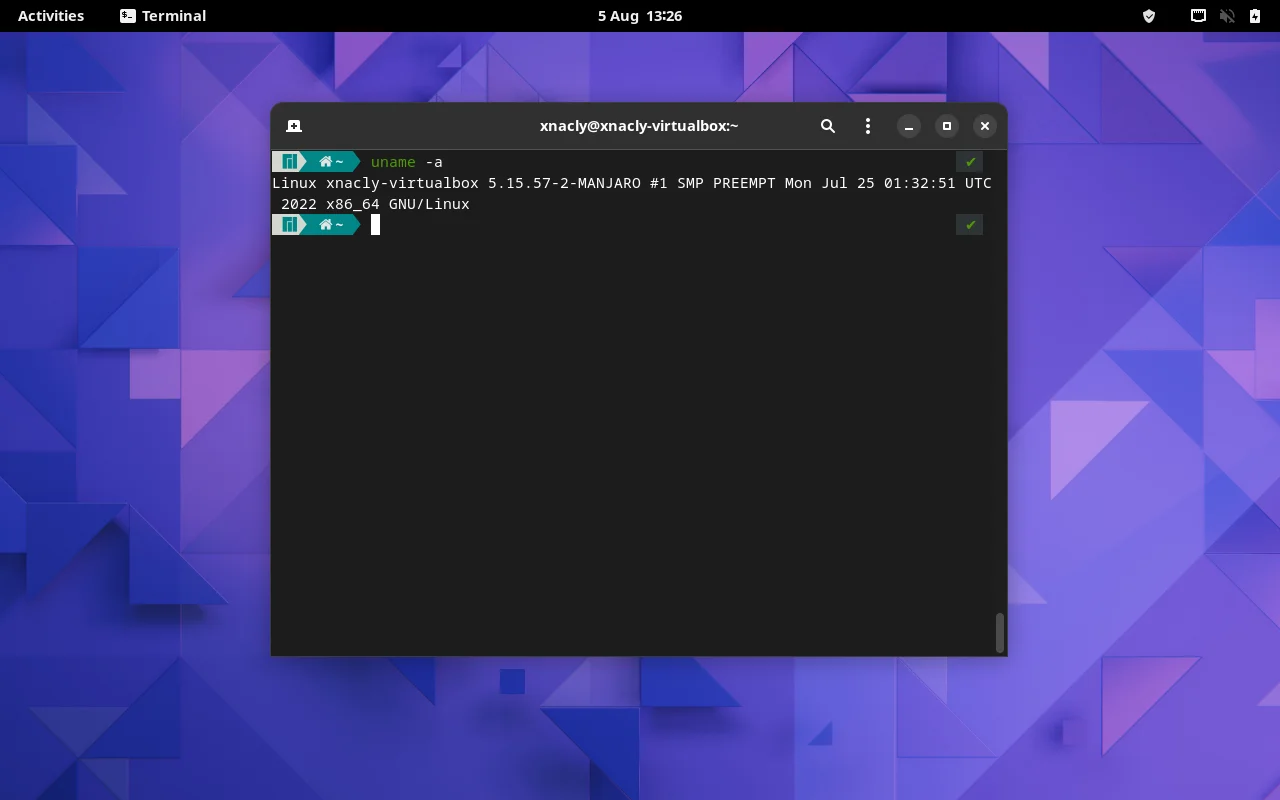 Activities Terminal 5 Aug 13:26
xnacly@xnacly-virtualbox:~
~ uname -a
Linux xnacly-virtualbox 5.15.57-2-MANJARO #1 SMP PREEMPT Mon Jul 25 01:32:51 UTC
2022 x86_64 GNU/Linux
~